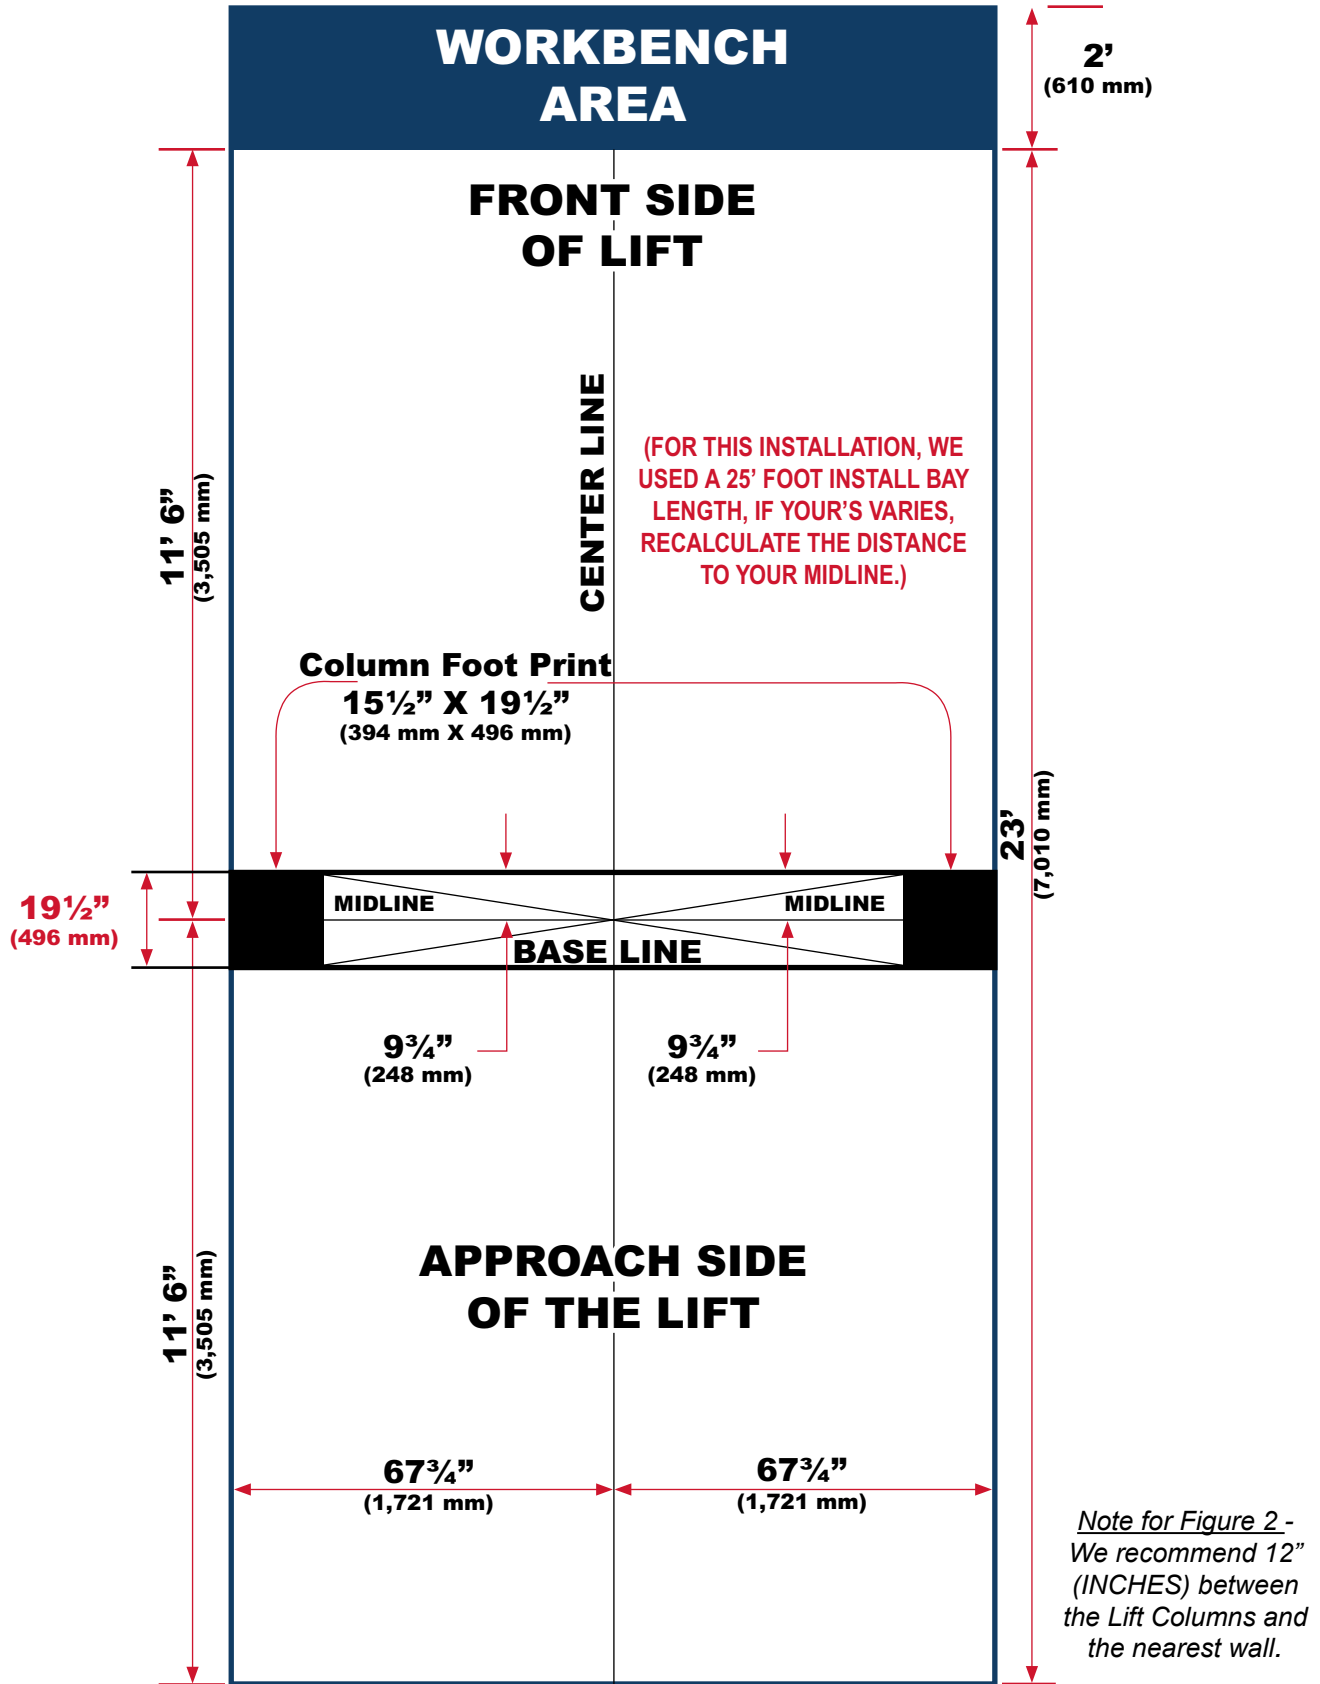 WORKBENCH
AREA
2’
(610 mm)
FRONT SIDE
OF LIFT
CENTER LINE
(FOR THIS INSTALLATION, WE
USED A 25’ FOOT INSTALL BAY
LENGTH, IF YOUR’S VARIES,
RECALCULATE THE DISTANCE
TO YOUR MIDLINE.)
11’ 6”
(3,505 mm)
Column Foot Print
15½” X 19½”
(394 mm X 496 mm)
23’
(7,010 mm)
19½”
(496 mm)
MIDLINE
MIDLINE
BASE LINE
9¾”
(248 mm)
9¾”
(248 mm)
APPROACH SIDE
OF THE LIFT
11’ 6”
(3,505 mm)
67¾”
(1,721 mm)
67¾”
(1,721 mm)
Note for Figure 2 -
We recommend 12”
(INCHES) between
the Lift Columns and
the nearest wall.